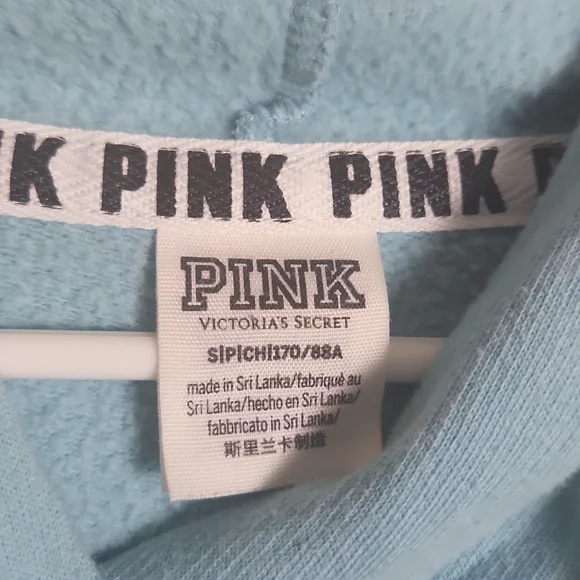 K PINK PINK
PINK
VICTORIA'S SECRET
S|P|CH|170/88A
made in Sri Lanka/fabriqué au
Sri Lanka/hecho en Sri Lanka/
fabbricato in Sri Lanka/
斯里兰卡制造